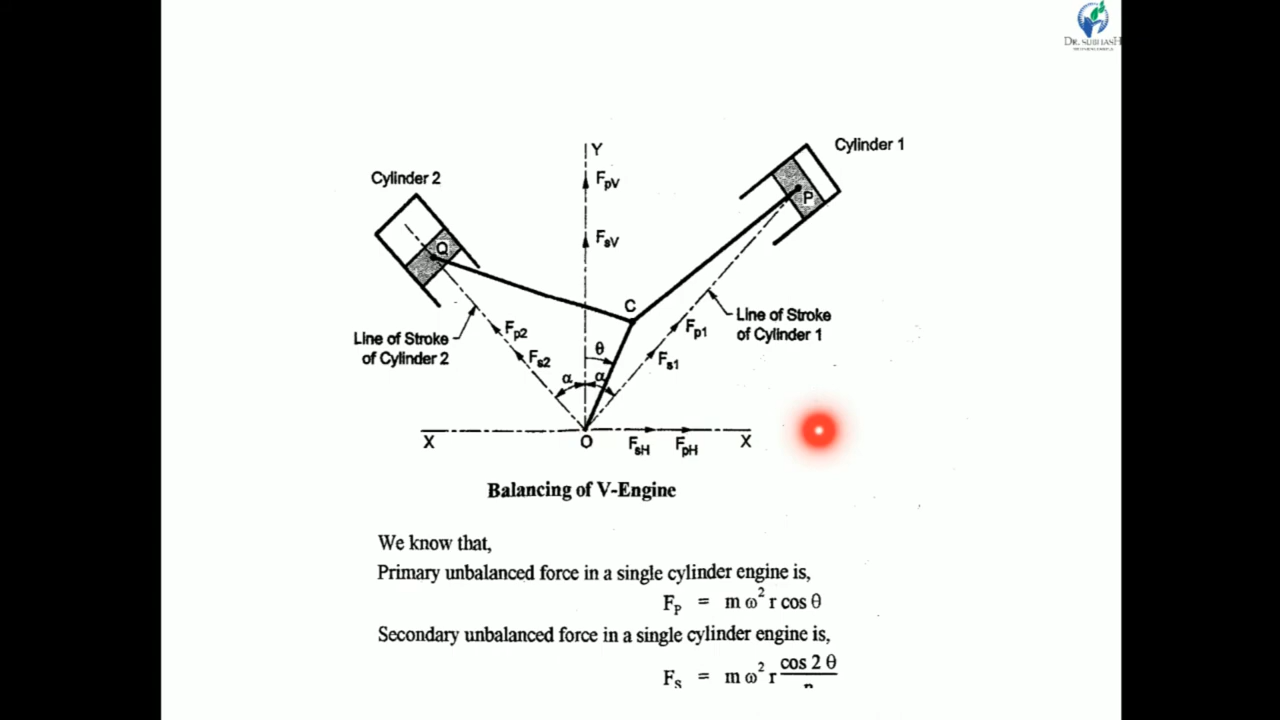 DR. SUBHASH
Cylinder 1
Y
Cylinder 2
FpV
P
FsV
Q
C
Line of Stroke
of Cylinder 1
Fp2
Fp1
Line of Stroke
of Cylinder 2
θ
Fs2
Fs1
α α
X O FsH FpH X
Balancing of V-Engine
We know that,
Primary unbalanced force in a single cylinder engine is,
Fp = m ω² r cos θ
Secondary unbalanced force in a single cylinder engine is,
Fs = m ω² r cos 2 θ / n